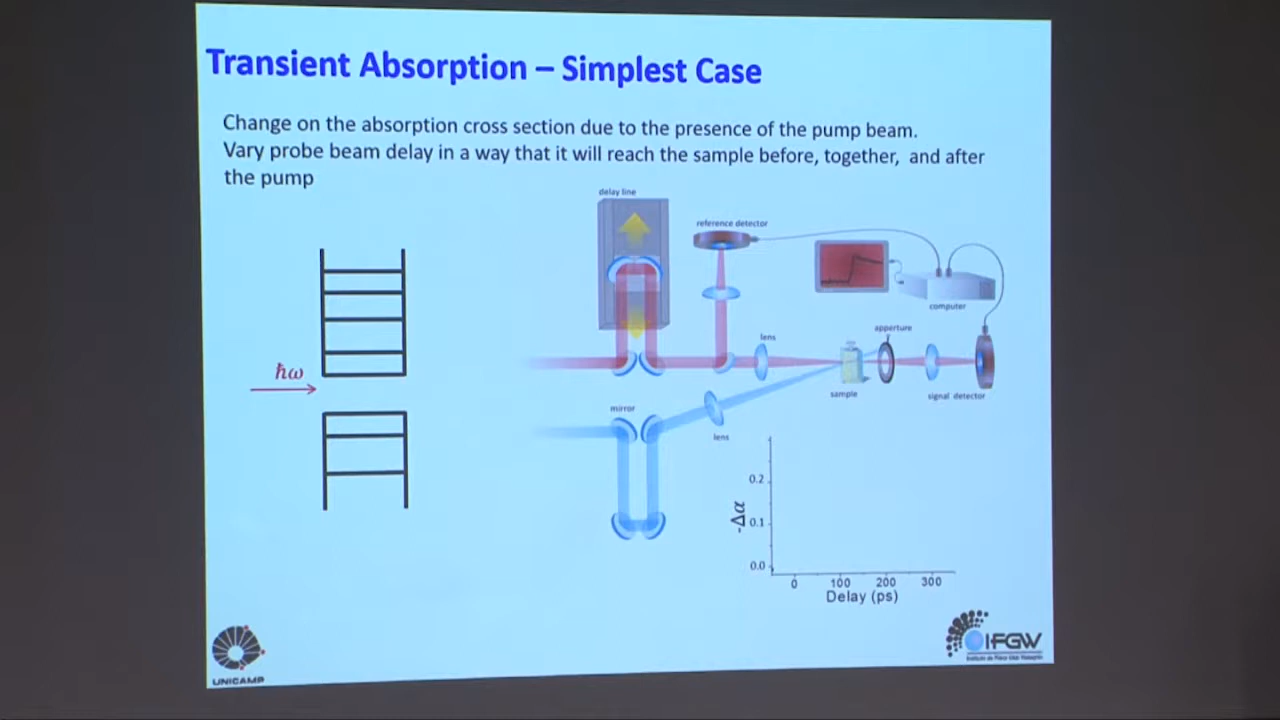 Transient Absorption – Simplest Case
Change on the absorption cross section due to the presence of the pump beam.
Vary probe beam delay in a way that it will reach the sample before, together, and after
the pump
delay line
reference detector
computer
apperture
lens
sample
signal detector
ħω
mirror
lens
-Δα
0.2
0.1
0.0
0 100 200 300
Delay (ps)
UNICAMP
IFGW